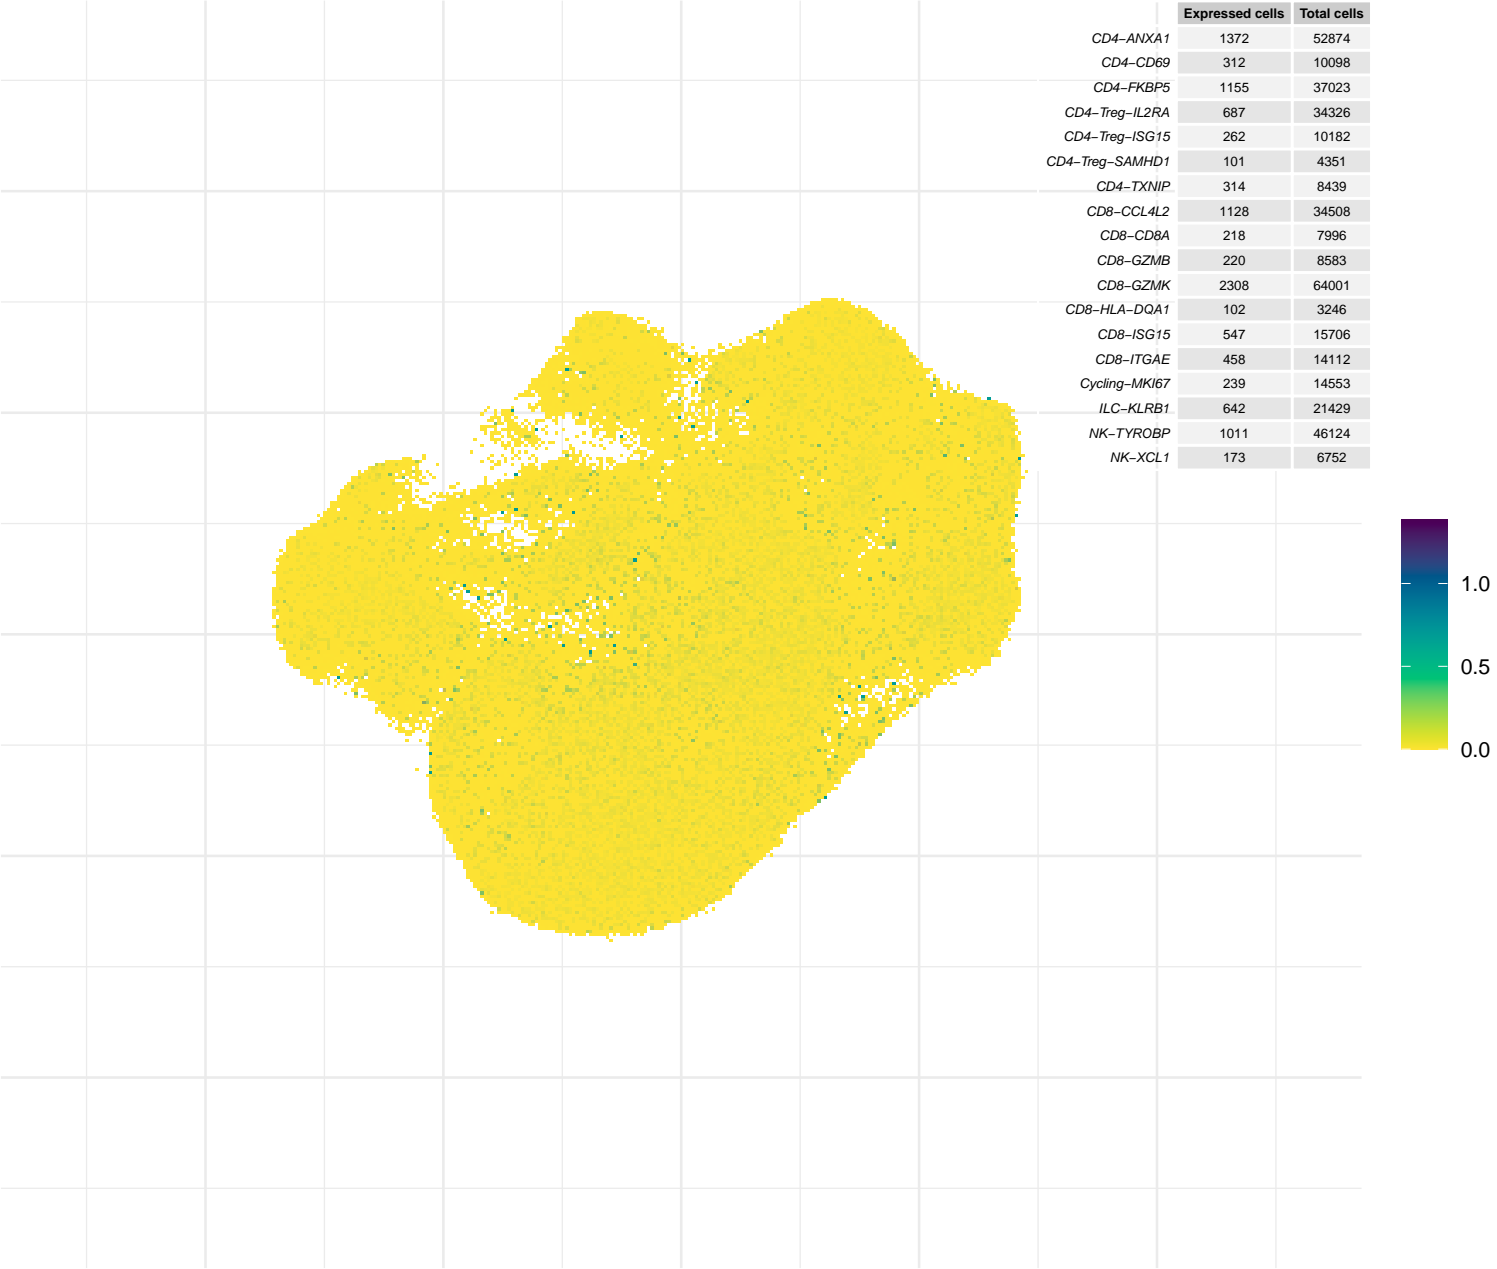 Expressed cells Total cells
CD4−ANXA1 1372 52874
CD4−CD69 312 10098
CD4−FKBP5 1155 37023
CD4−Treg−IL2RA 687 34326
CD4−Treg−ISG15 262 10182
CD4−Treg−SAMHD1 101 4351
CD4−TXNIP 314 8439
CD8−CCL4L2 1128 34508
CD8−CD8A 218 7996
CD8−GZMB 220 8583
CD8−GZMK 2308 64001
CD8−HLA−DQA1 102 3246
CD8−ISG15 547 15706
CD8−ITGAE 458 14112
Cycling−MKI67 239 14553
ILC−KLRB1 642 21429
NK−TYROBP 1011 46124
NK−XCL1 173 6752
1.0
0.5
0.0